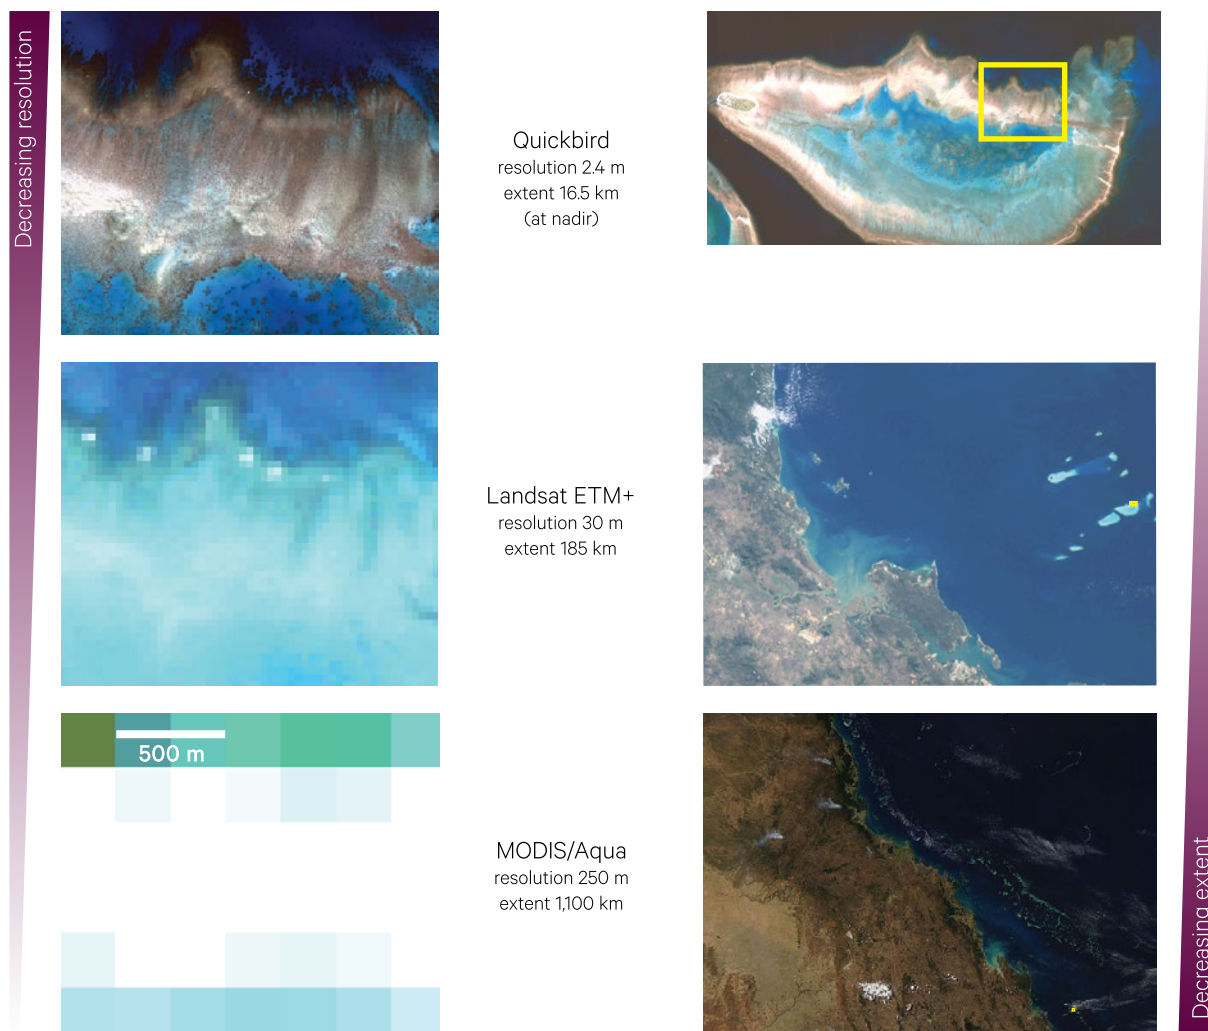 Decreasing resolution
Quickbird
resolution 2.4 m
extent 16.5 km
(at nadir)
Landsat ETM+
resolution 30 m
extent 185 km
500 m
MODIS/Aqua
resolution 250 m
extent 1,100 km
Decreasing extent